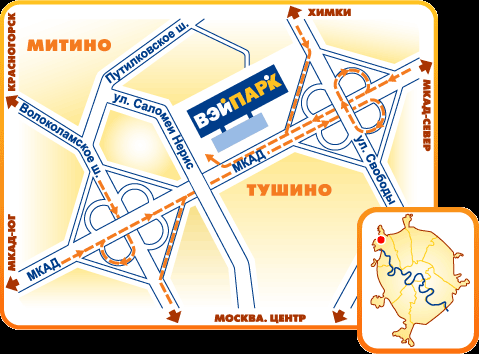 ХИМКИ
КРАСНОГОРСК
МИТИНО
Путилковское ш.
ВЭЙПАРК
ул. Саломеи Нерис
МКАД-СЕВЕР
Волоколамское ш.
МКАД
ул. Свободы
ТУШИНО
МКАД-ЮГ
МКАД
МОСКВА. ЦЕНТР